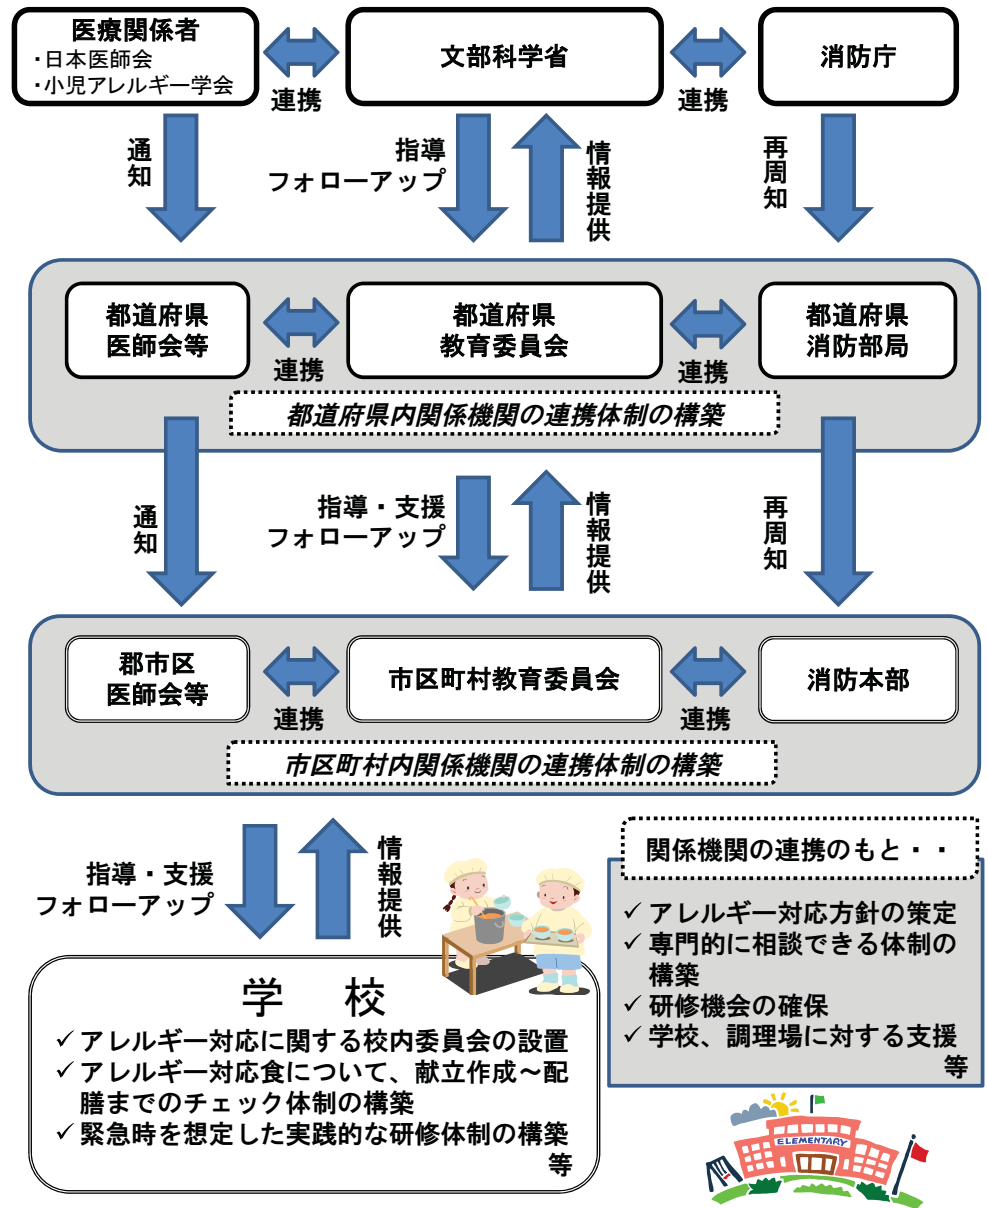 医療関係者
・日本医師会
・小児アレルギー学会
文部科学省
消防庁
連携
連携
通知
指導
フォローアップ
情報提供
再周知
都道府県
医師会等
都道府県
教育委員会
都道府県
消防部局
連携
連携
都道府県内関係機関の連携体制の構築
通知
指導・支援
フォローアップ
情報提供
再周知
郡市区
医師会等
市区町村教育委員会
消防本部
連携
連携
市区町村内関係機関の連携体制の構築
指導・支援
フォローアップ
情報提供
関係機関の連携のもと・・
✓アレルギー対応方針の策定
✓専門的に相談できる体制の
構築
✓研修機会の確保
✓学校、調理場に対する支援
等
学　校
✓アレルギー対応に関する校内委員会の設置
✓アレルギー対応食について、献立作成～配
膳までのチェック体制の構築
✓緊急時を想定した実践的な研修体制の構築
等
ELEMENTARY